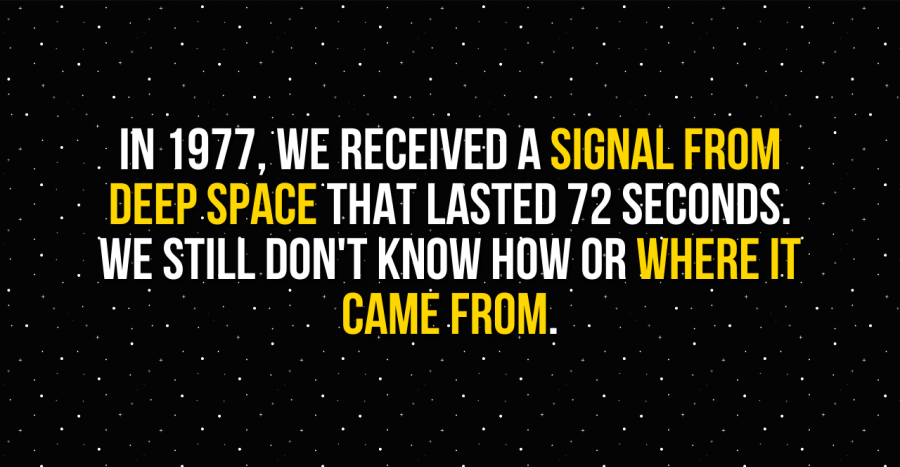 IN 1977, WE RECEIVED A SIGNAL FROM
DEEP SPACE THAT LASTED 72 SECONDS.
WE STILL DON'T KNOW HOW OR WHERE IT
CAME FROM.